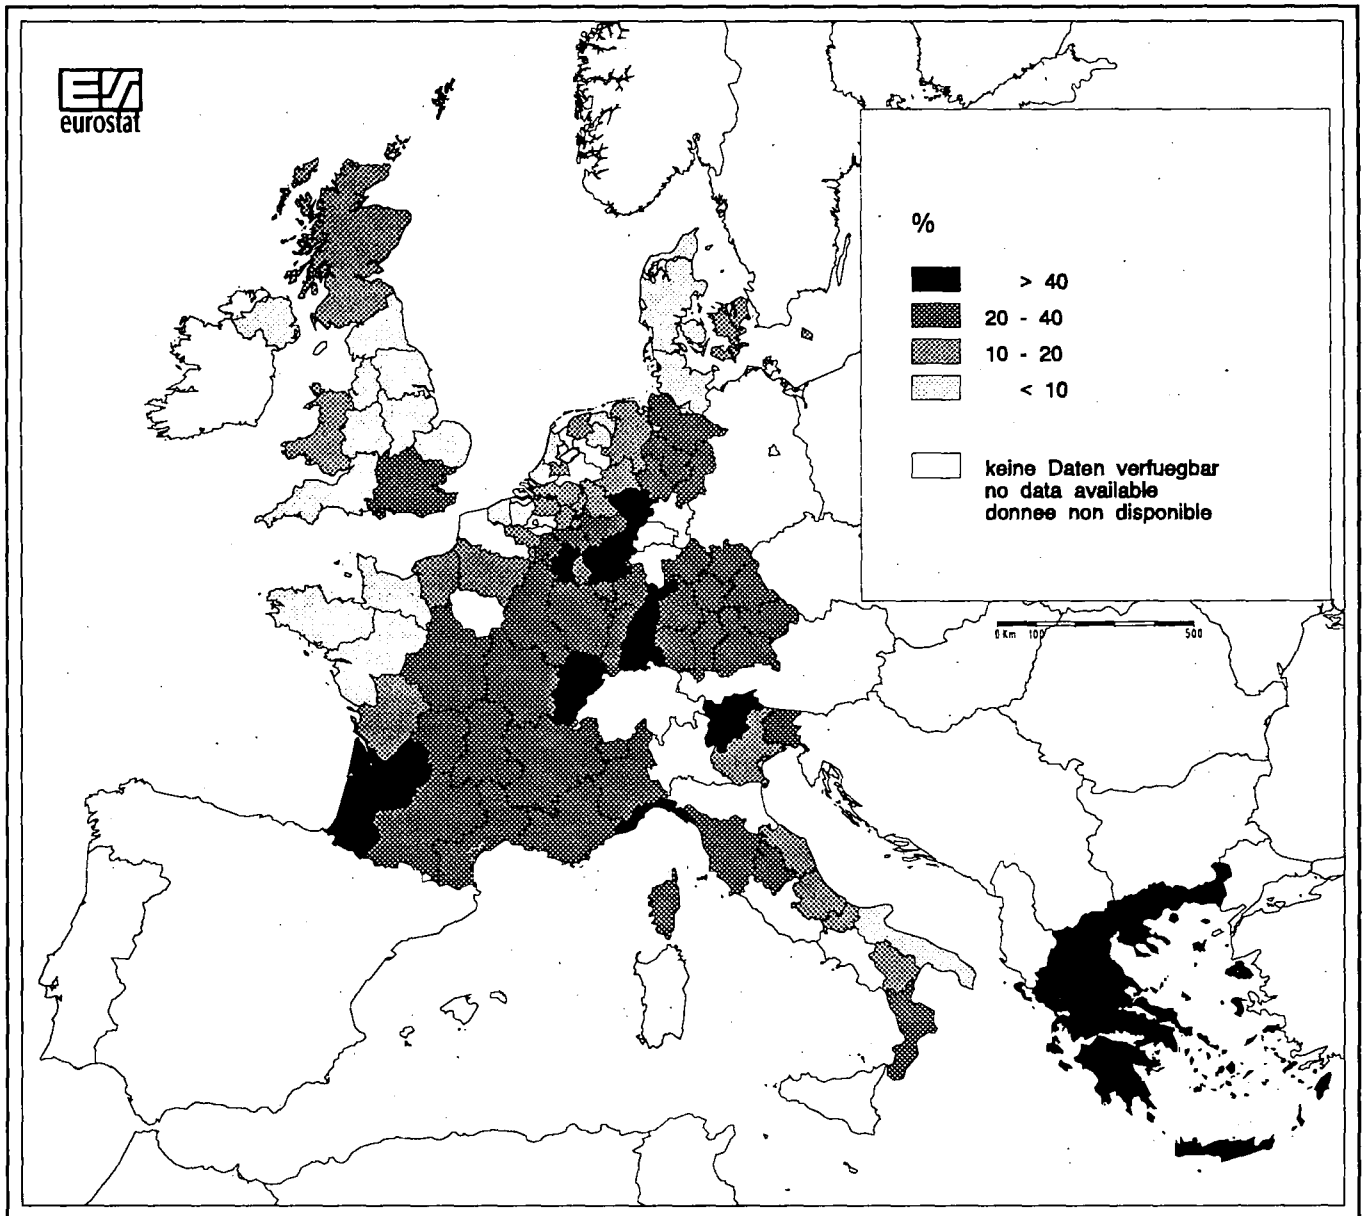 eurostat
%
> 40
20 - 40
10 - 20
< 10
keine Daten verfuegbar
no data available
donnee non disponible
0 Km 100 500